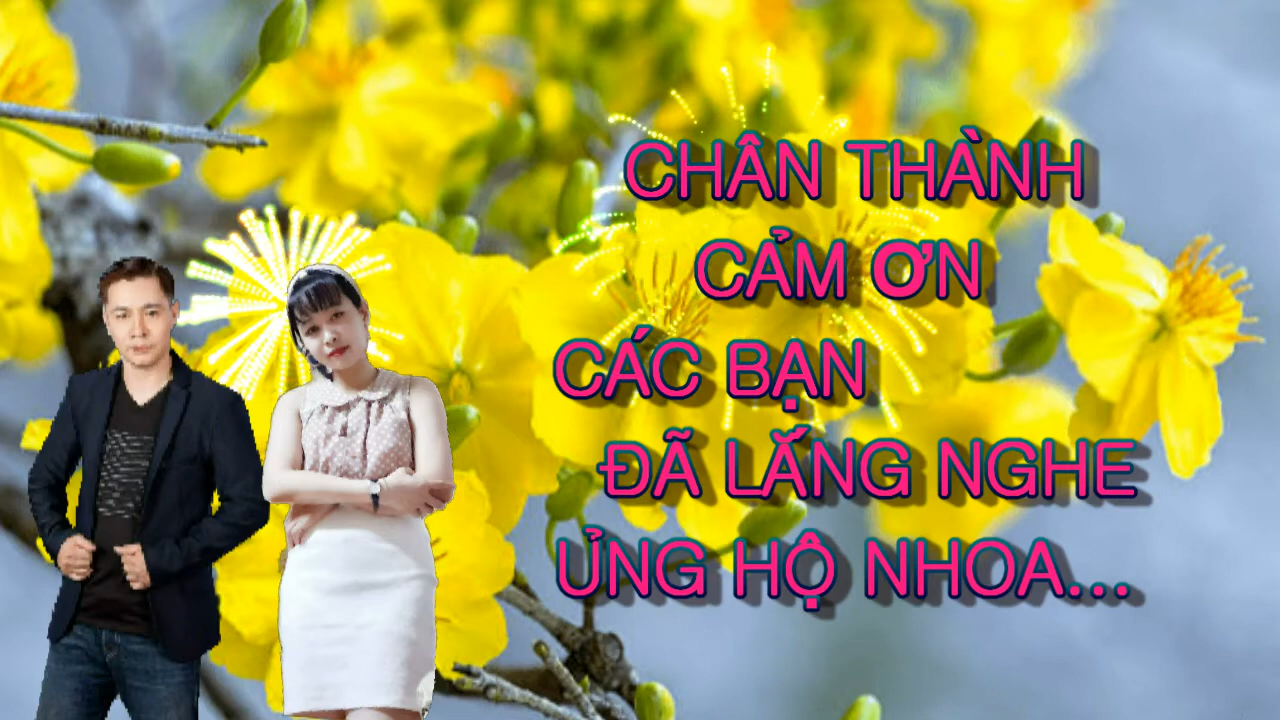 CHÂN THÀNH
CẢM ƠN
CÁC BẠN
ĐÃ LẮNG NGHE
ỦNG HỘ NHOA...